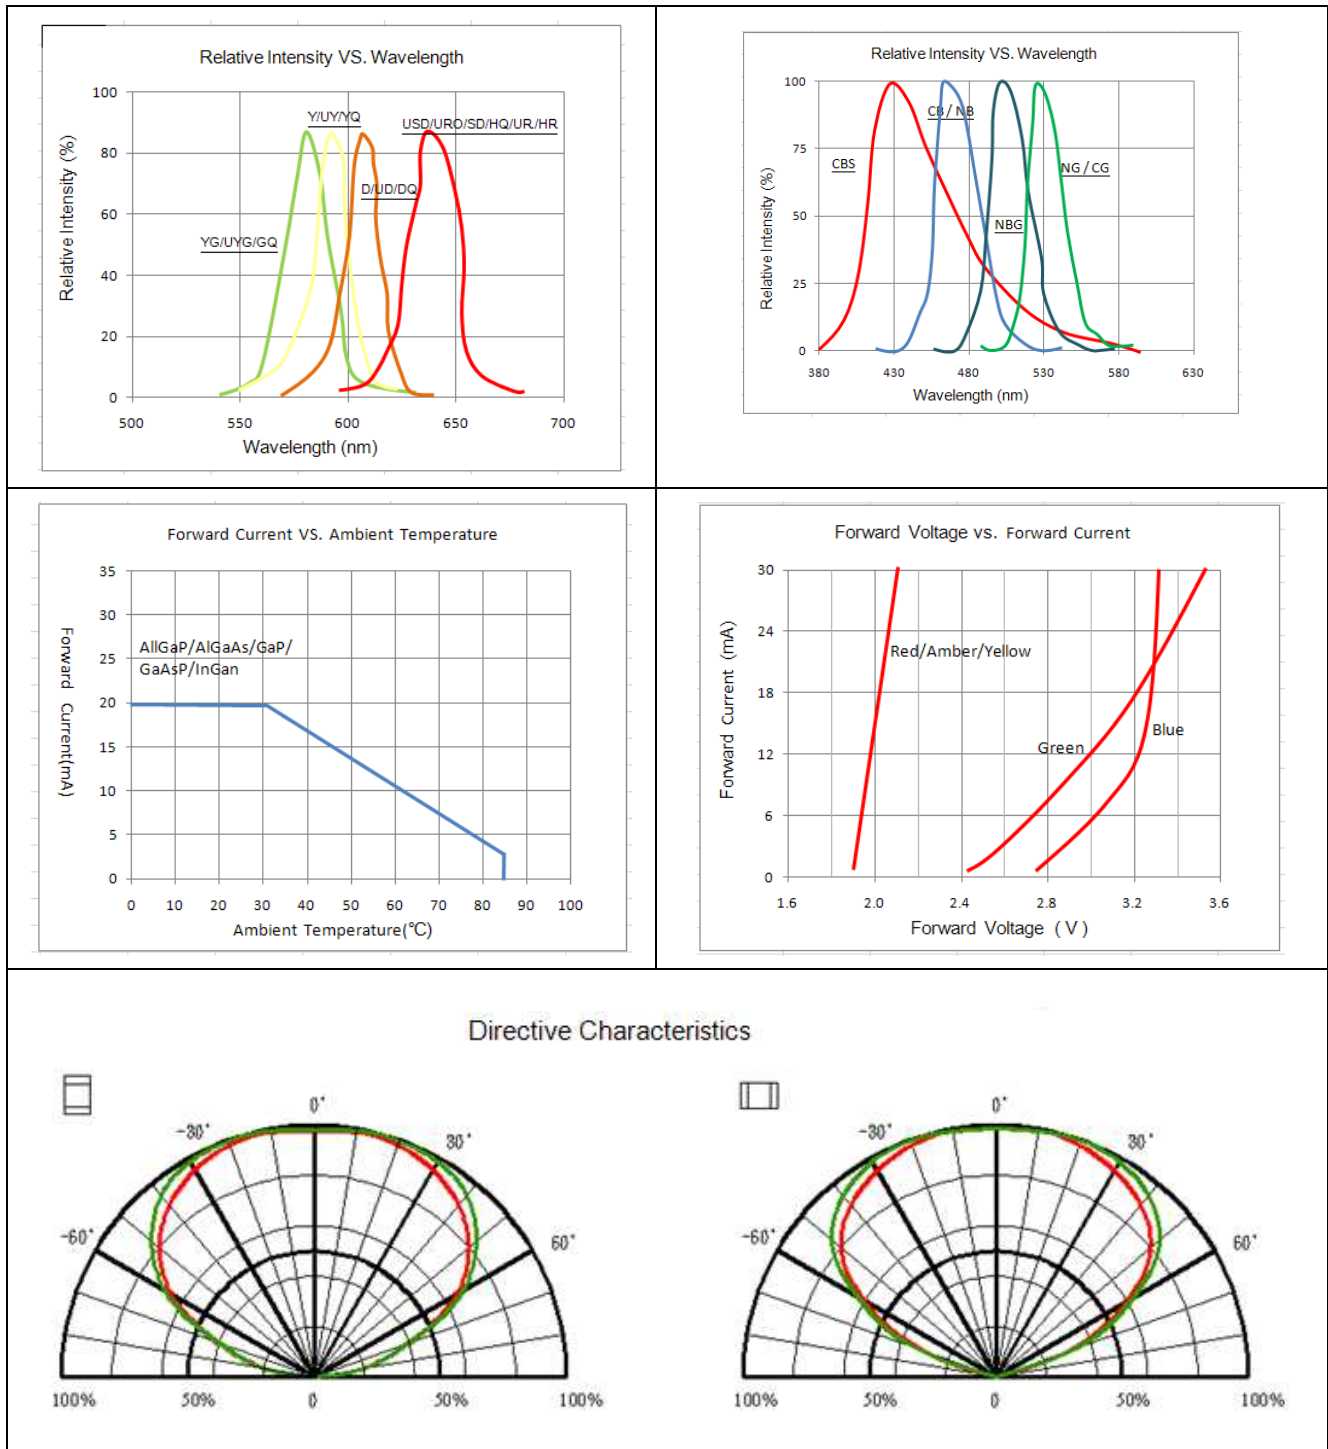 Relative Intensity VS. Wavelength
Relative Intensity (%)
100
80
60
40
20
0
Y/UY/YQ
USD/URO/SD/HQ/UR/HR
D/UD/DQ
YG/UYG/GQ
500 550 600 650 700
Wavelength (nm)
Relative Intensity VS. Wavelength
Relative Intensity (%)
100
75
50
25
0
CB / NB
CBS
NG / CG
NBG
380 430 480 530 580 630
Wavelength (nm)
Forward Current VS. Ambient Temperature
Forward Current(mA)
35
30
25
20
15
10
5
0
AllGaP/AlGaAs/GaP/
GaAsP/InGan
0 10 20 30 40 50 60 70 80 90 100
Ambient Temperature(℃)
Forward Voltage vs. Forward Current
Forward Current (mA)
30
24
18
12
6
0
Red/Amber/Yellow
Blue
Green
1.6 2.0 2.4 2.8 3.2 3.6
Forward Voltage ( V )
Directive Characteristics
0°
-30° 30°
-60° 60°
100% 50% 0 50% 100%
0°
-30° 30°
-60° 60°
100% 50% 0 50% 100%